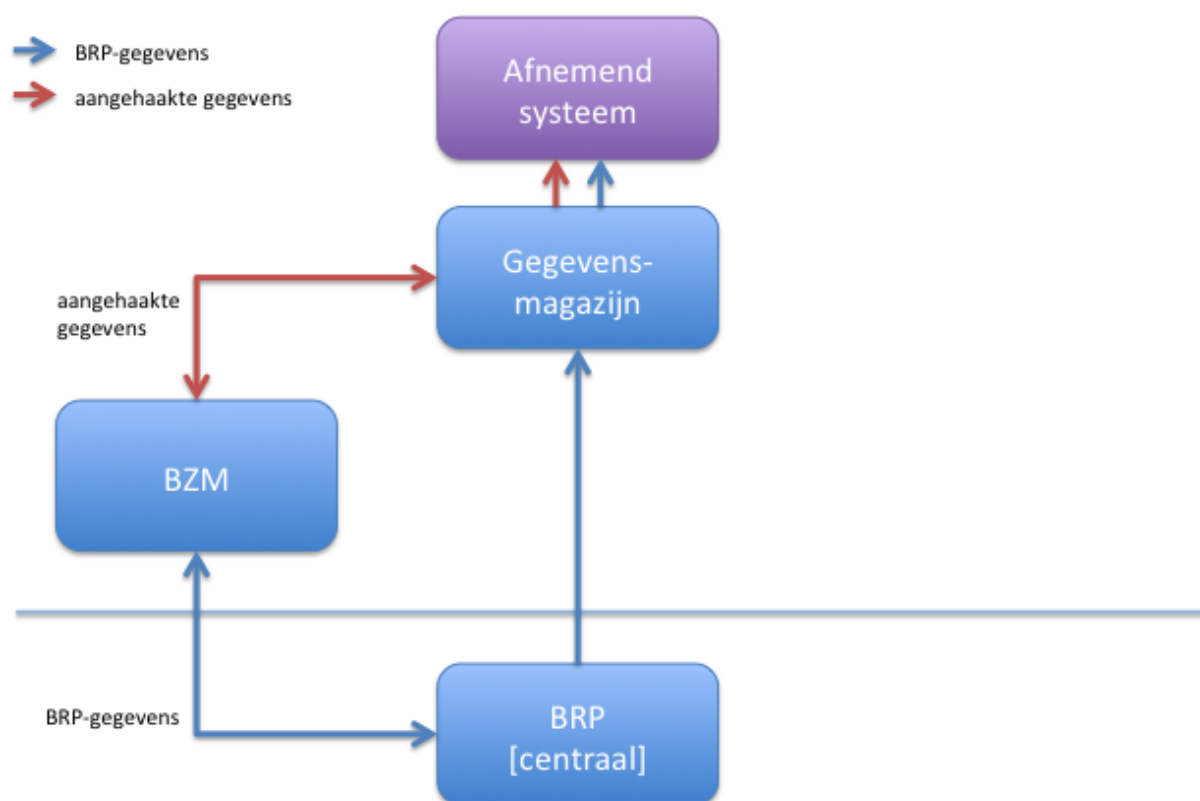 BRP-gegevens
aangehaakte gegevens
Afnemend
systeem
Gegevens-
magazijn
aangehaakte
gegevens
BZM
BRP-gegevens
BRP
[centraal]